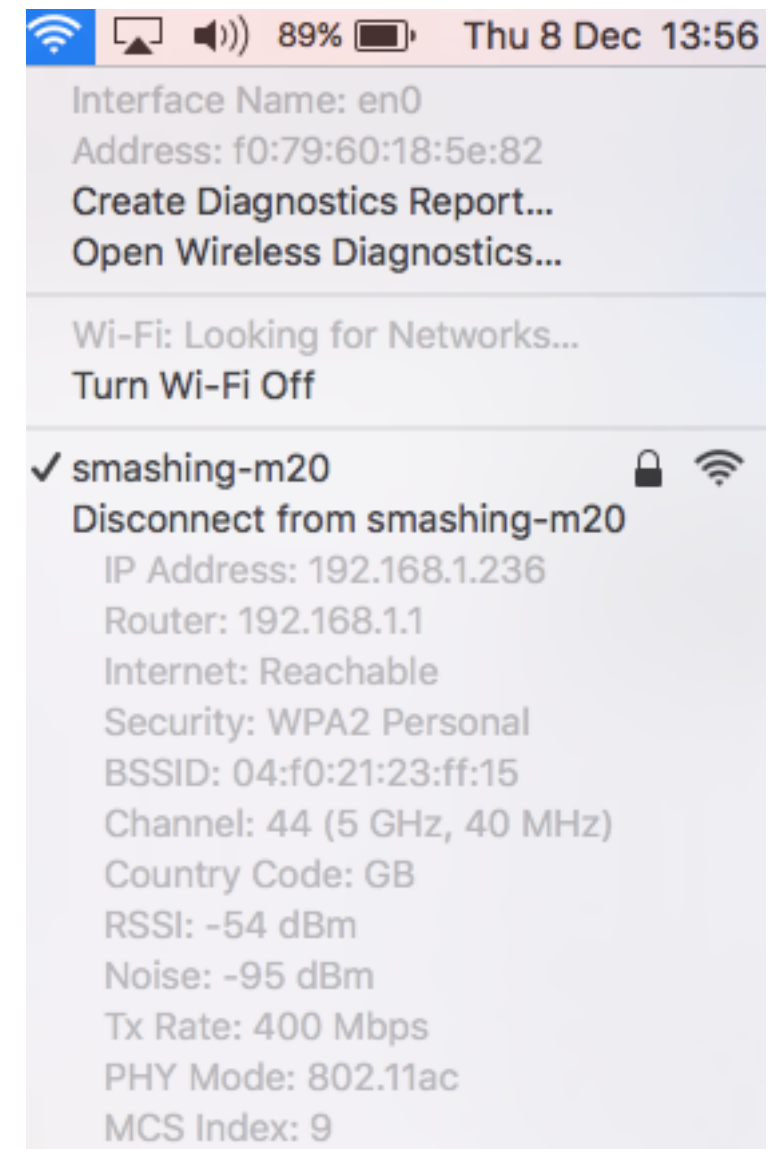 89% Thu 8 Dec 13:56
Interface Name: en0
Address: f0:79:60:18:5e:82
Create Diagnostics Report...
Open Wireless Diagnostics...
Wi-Fi: Looking for Networks...
Turn Wi-Fi Off
✓ smashing-m20
Disconnect from smashing-m20
IP Address: 192.168.1.236
Router: 192.168.1.1
Internet: Reachable
Security: WPA2 Personal
BSSID: 04:f0:21:23:ff:15
Channel: 44 (5 GHz, 40 MHz)
Country Code: GB
RSSI: -54 dBm
Noise: -95 dBm
Tx Rate: 400 Mbps
PHY Mode: 802.11ac
MCS Index: 9